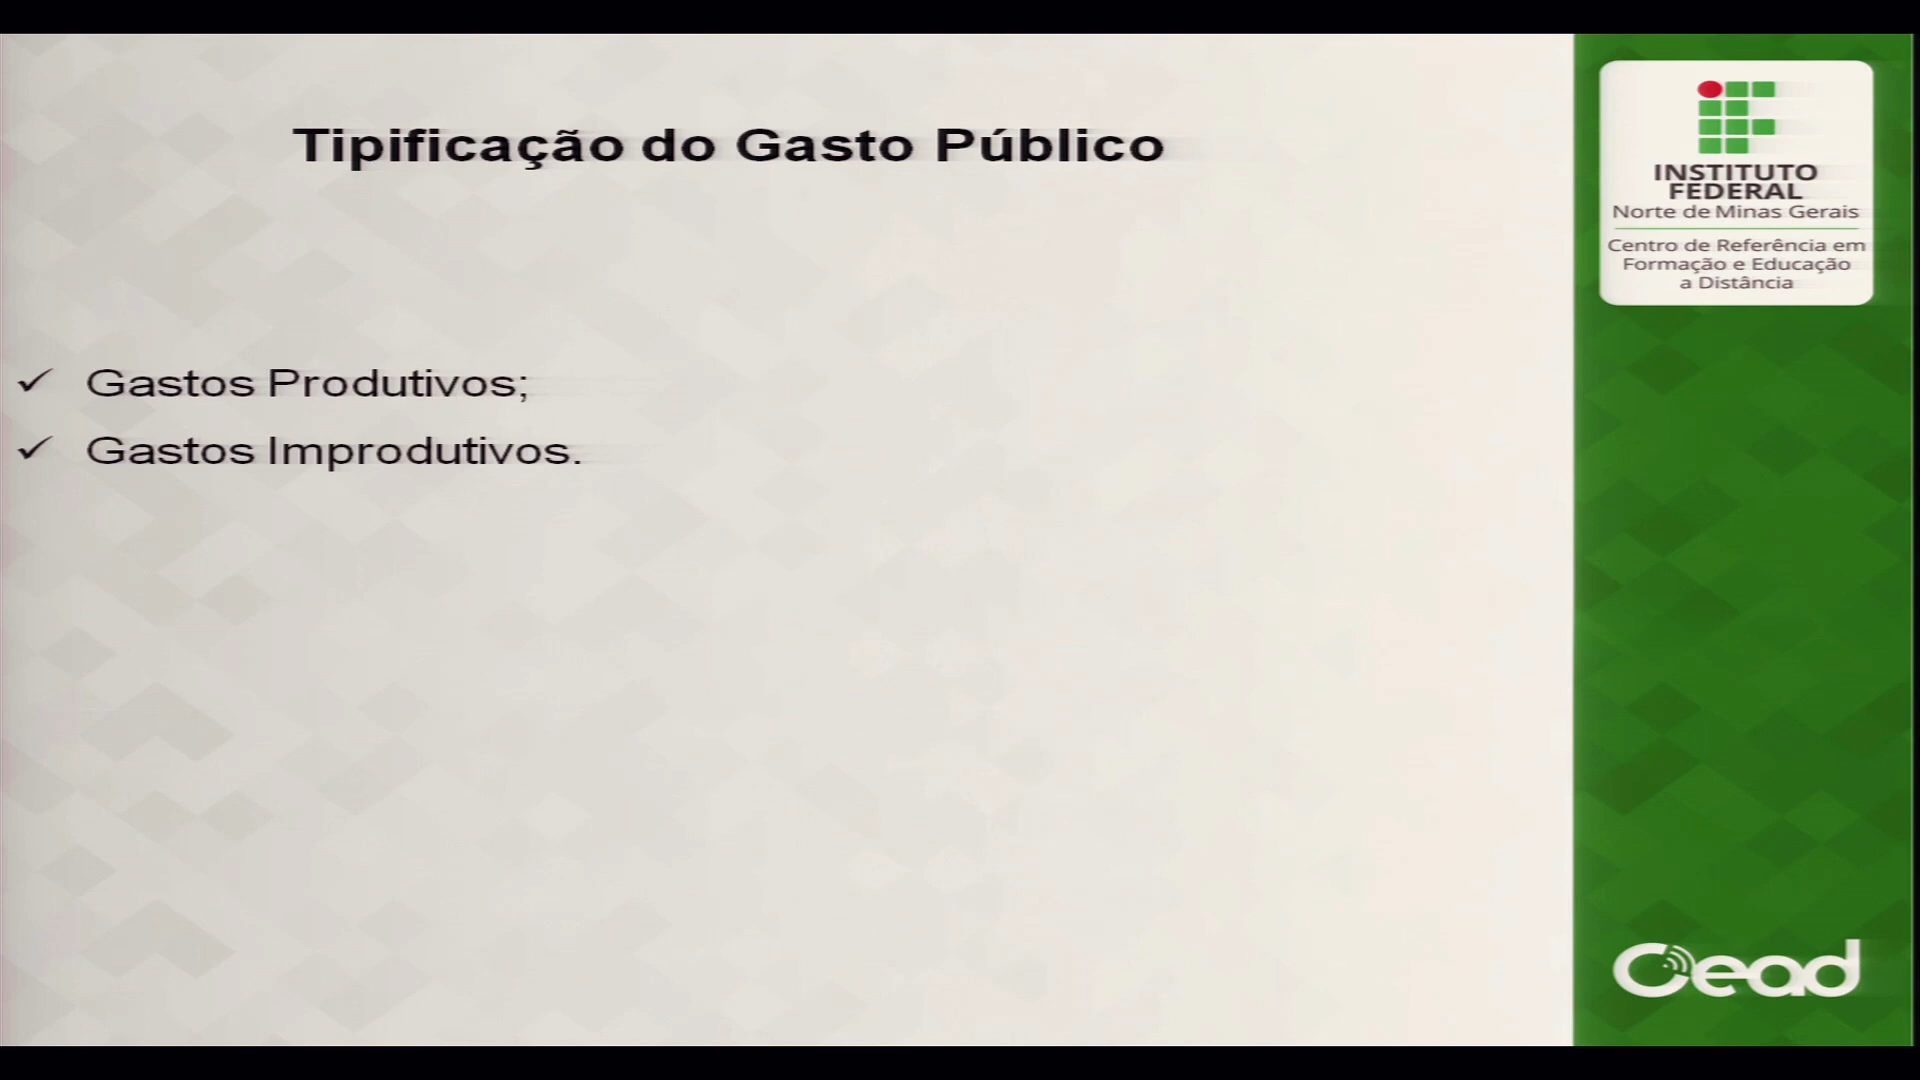 Tipificação do Gasto Público
✓ Gastos Produtivos;
✓ Gastos Improdutivos.
INSTITUTO
FEDERAL
Norte de Minas Gerais
Centro de Referência em
Formação e Educação
a Distância
Cead